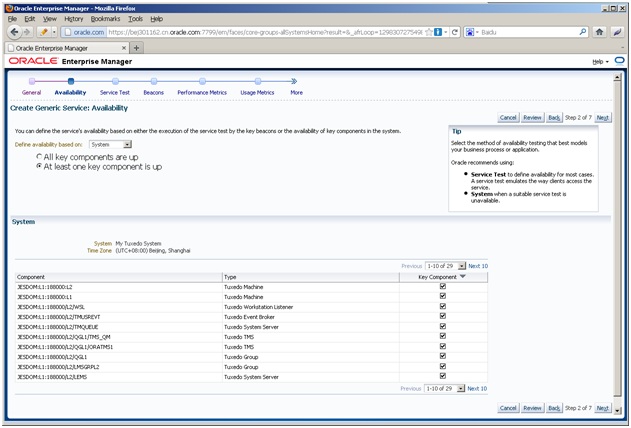 Oracle Enterprise Manager - Mozilla Firefox
File Edit View History Bookmarks Tools Help
oracle.com https://bej301162.cn.oracle.com:7799/em/faces/core-groups-allSystemsHome?result=&_afrLoop=129830727549 Baidu
Oracle Enterprise Manager
ORACLE Enterprise Manager Help
General Availability Service Test Beacons Performance Metrics Usage Metrics More
Create Generic Service: Availability
Cancel Review Back Step 2 of 7 Next
You can define the service's availability based on either the execution of the service test by the key beacons or the availability of key components in the system.
Define availability based on: System
All key components are up
At least one key component is up
Tip
Select the method of availability testing that best models
your business process or application.
Oracle recommends using:
Service Test to define availability for most cases.
A service test emulates the way clients access the
service.
System when a suitable service test is
unavailable.
System
System My Tuxedo System
Time Zone (UTC+08:00) Beijing, Shanghai
Previous 1-10 of 29 Next 10
Component Type Key Component
JESDOM:L1:188000:L2 Tuxedo Machine
JESDOM:L1:188000:L1 Tuxedo Machine
JESDOM:L1:188000/L2/WSL Tuxedo Workstation Listener
JESDOM:L1:188000/L2/TMUSREVT Tuxedo Event Broker
JESDOM:L1:188000/L2/TMQUEUE Tuxedo System Server
JESDOM:L1:188000/L2/QGL1/TMS_QM Tuxedo TMS
JESDOM:L1:188000/L2/QGL1/ORATMS1 Tuxedo TMS
JESDOM:L1:188000/L2/QGL1 Tuxedo Group
JESDOM:L1:188000/L2/LMSGRPL2 Tuxedo Group
JESDOM:L1:188000/L2/LEMS Tuxedo System Server
Previous 1-10 of 29 Next 10
Cancel Review Back Step 2 of 7 Next